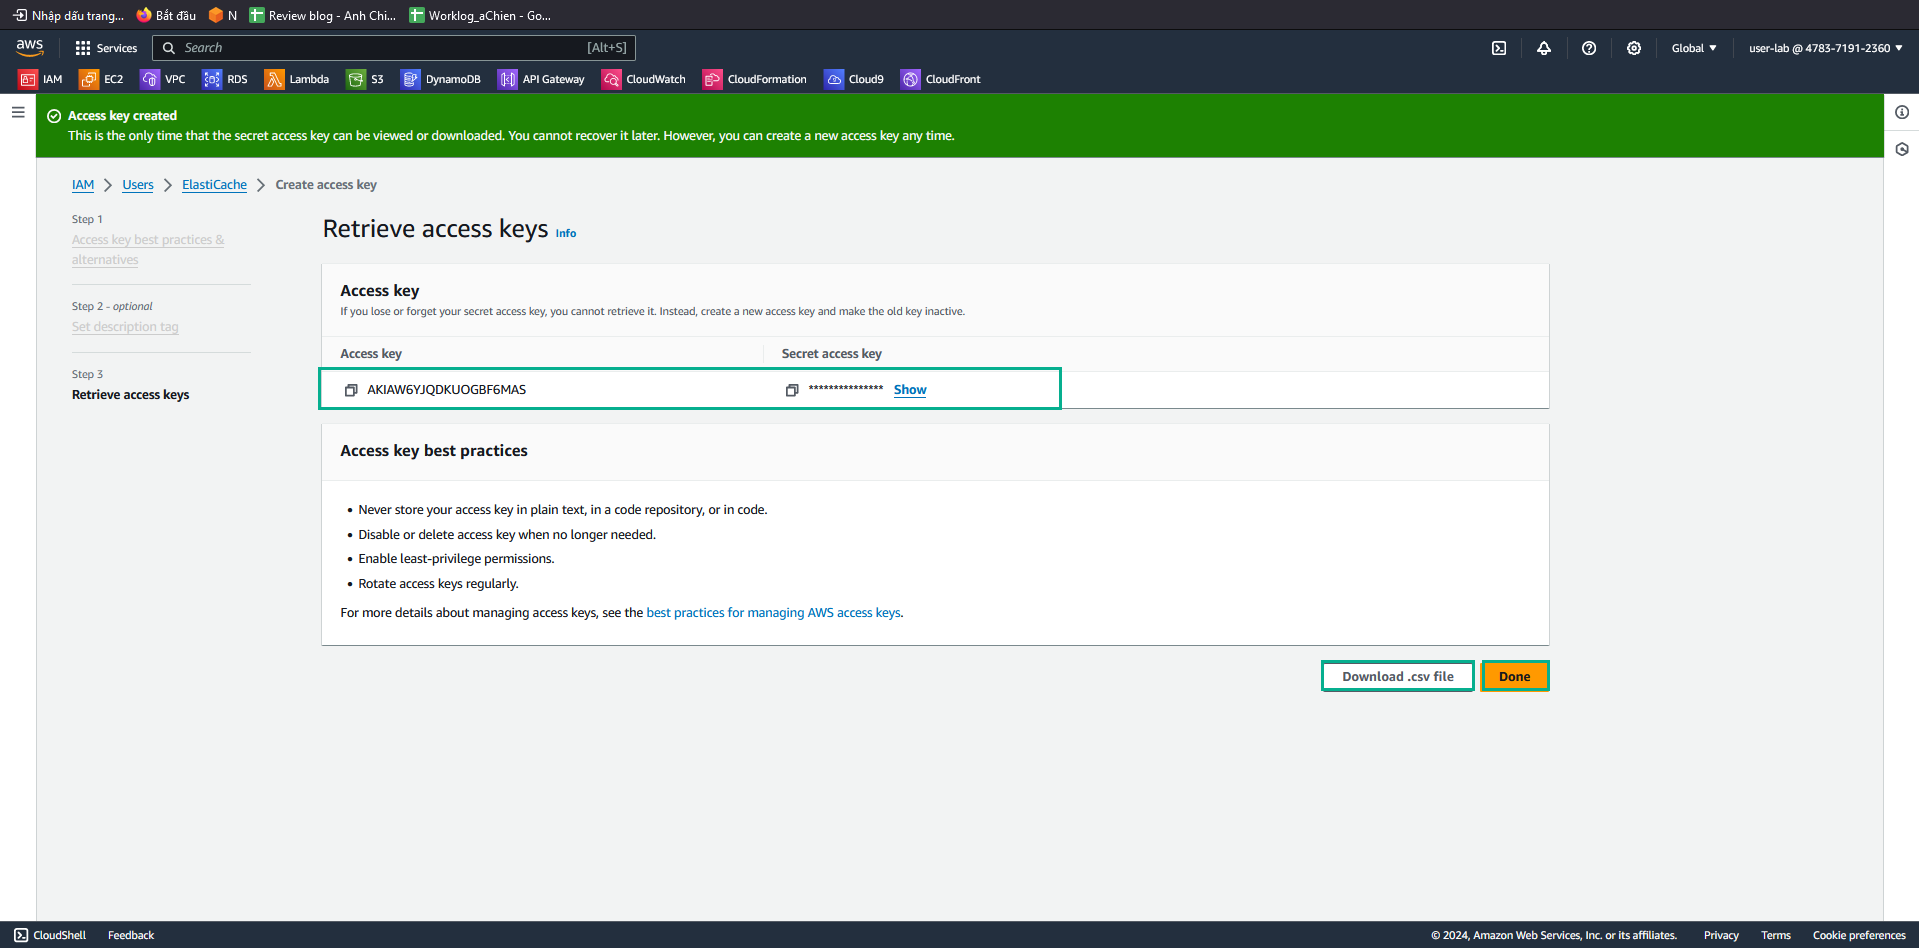 Nhập dấu trang... Bắt đầu N Review blog - Anh Chi... Worklog_aChien - Go...
aws Services Search [Alt+S] Global user-lab @ 4783-7191-2360
IAM EC2 VPC RDS Lambda S3 DynamoDB API Gateway CloudWatch CloudFormation Cloud9 CloudFront
Access key created
This is the only time that the secret access key can be viewed or downloaded. You cannot recover it later. However, you can create a new access key any time.
IAM Users ElastiCache Create access key
Step 1
Access key best practices &
alternatives
Step 2 - optional
Set description tag
Step 3
Retrieve access keys
Retrieve access keys Info
Access key
If you lose or forget your secret access key, you cannot retrieve it. Instead, create a new access key and make the old key inactive.
Access key Secret access key
AKIAW6YJQDKUOGBF6MAS *************** Show
Access key best practices
• Never store your access key in plain text, in a code repository, or in code.
• Disable or delete access key when no longer needed.
• Enable least-privilege permissions.
• Rotate access keys regularly.
For more details about managing access keys, see the best practices for managing AWS access keys.
Download .csv file Done
CloudShell Feedback © 2024, Amazon Web Services, Inc. or its affiliates. Privacy Terms Cookie preferences